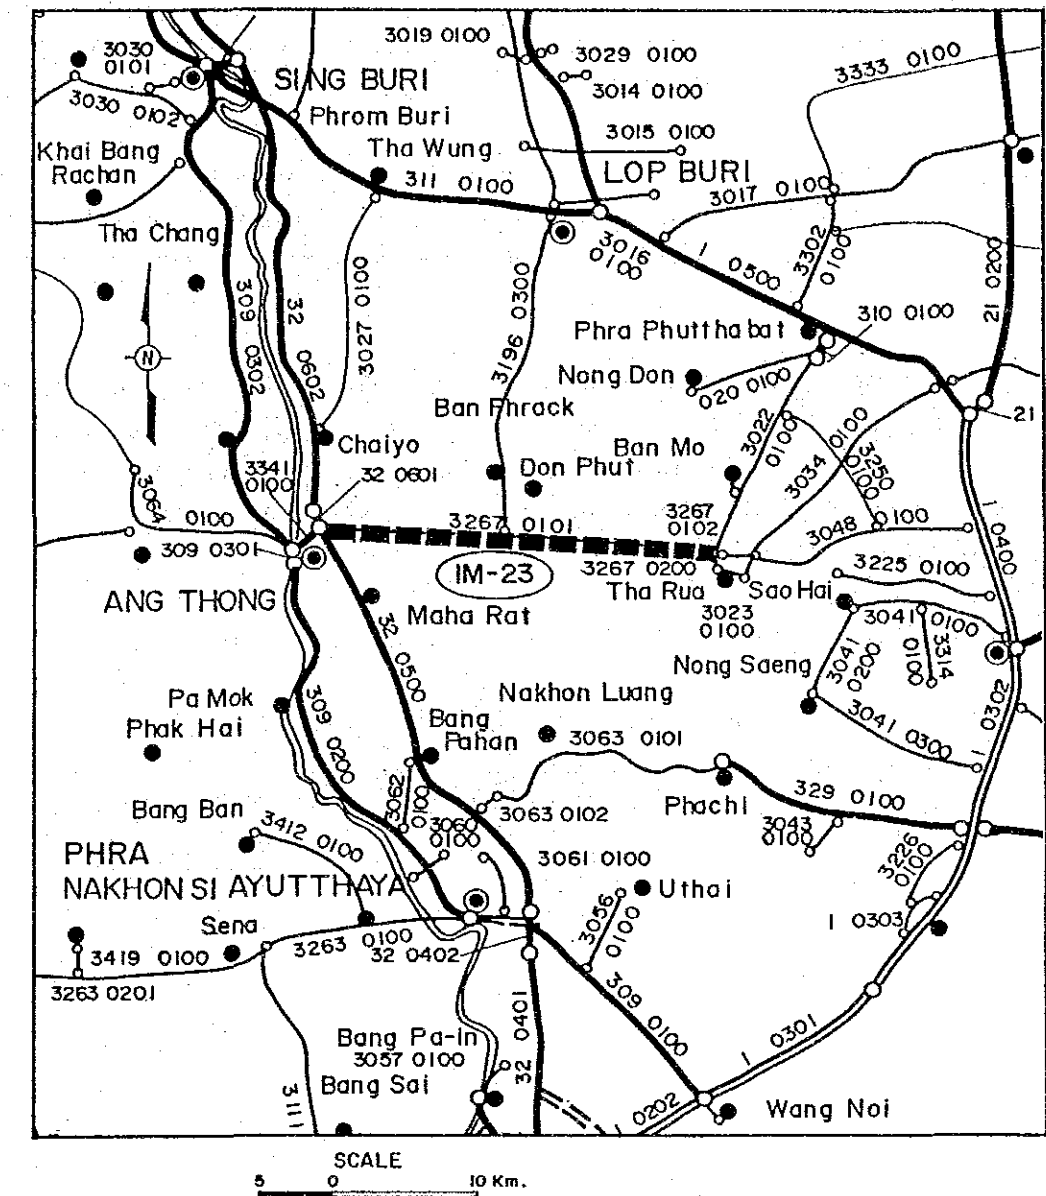 3030
0101
3019 0100
3029 0100
3333 0100
SING BURI
3014 0100
3030 0102
Phrom Buri
3015 0100
Khai Bang
Rachan
Tha Wung
LOP BURI
311 0100
3017 0100
Tha Chang
3016
0100
1 0500
3302
0100
21 0200
309
0302
32
0602
3027 0100
3196 0300
310 0100
Phra Phutthabat
N
Nong Don
020 0100
Ban Phrack
21
Chaiyo
Ban Mo
3022
0100
3034 0100
3250
0100
3341
0100
32 0601
Don Phut
3064
0100
3267 0101
3267
0102
3048 0100
1 0400
309 0301
IM-23
3267 0200
3225 0100
ANG THONG
Maha Rat
Tha Rua
Sao Hai
3023
0100
3041 0100
3041
0200
3314
0100
32 0500
Nong Saeng
Pa Mok
Nakhon Luang
Phak Hai
309 0200
Bang
Pahan
3063 0101
3041 0300
1 0302
Bang Ban
3062
0100
3063 0102
Phachi
329 0100
3412 0100
3060
0100
3043
0100
PHRA
NAKHON SI AYUTTHAYA
3061 0100
3226
0100
Uthai
Sena
3056
0100
1 0303
3263 0100
3419 0100
32 0402
3263 0201
309 0100
Bang Pa-in
3057 0100
32 0401
1 0301
Bang Sai
3111
1 0202
Wang Noi
SCALE
5 0 10 Km.